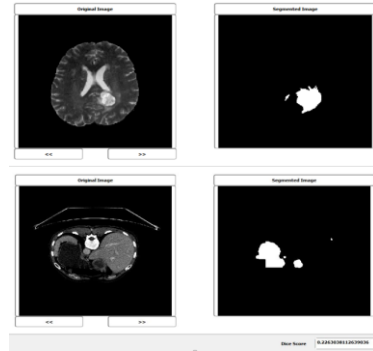 Original Image
Segmented Image
<<
>>
Original Image
Segmented Image
<<
>>
Dice Score